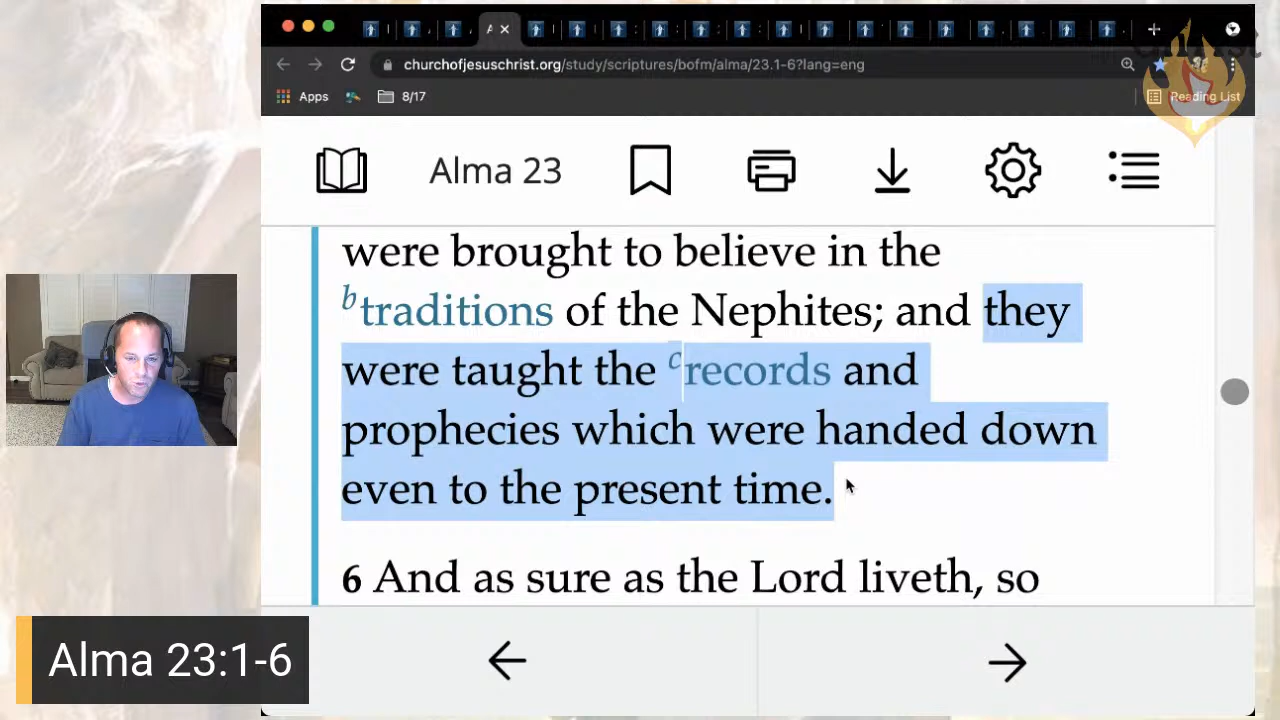 churchofjesuschrist.org/study/scriptures/bofm/alma/23.1-6?lang=eng
Apps
8/17
Reading List
Alma 23
were brought to believe in the
b traditions of the Nephites; and they
were taught the c records and
prophecies which were handed down
even to the present time.
6 And as sure as the Lord liveth, so
Alma 23:1-6